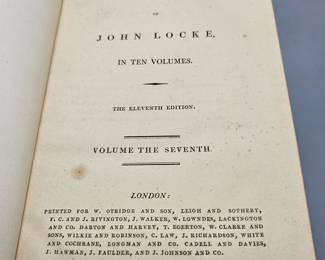 OF
JOHN LOCKE,
IN TEN VOLUMES.
THE ELEVENTH EDITION.
VOLUME THE SEVENTH.
LONDON:
PRINTED FOR W. OTRIDGE AND SON, LEIGH AND SOTHEBY,
F. C. AND J. RIVINGTON, J. WALKER, W. LOWNDES, LACKINGTON
AND CO. DARTON AND HARVEY, T. EGERTON, W. CLARKE AND
SONS, WILKIE AND ROBINSON, C. LAW, J. RICHARDSON, WHITE
AND COCHRANE, LONGMAN AND CO. CADELL AND DAVIES,
J. MAWMAN, J. FAULDER, AND J. JOHNSON AND CO.